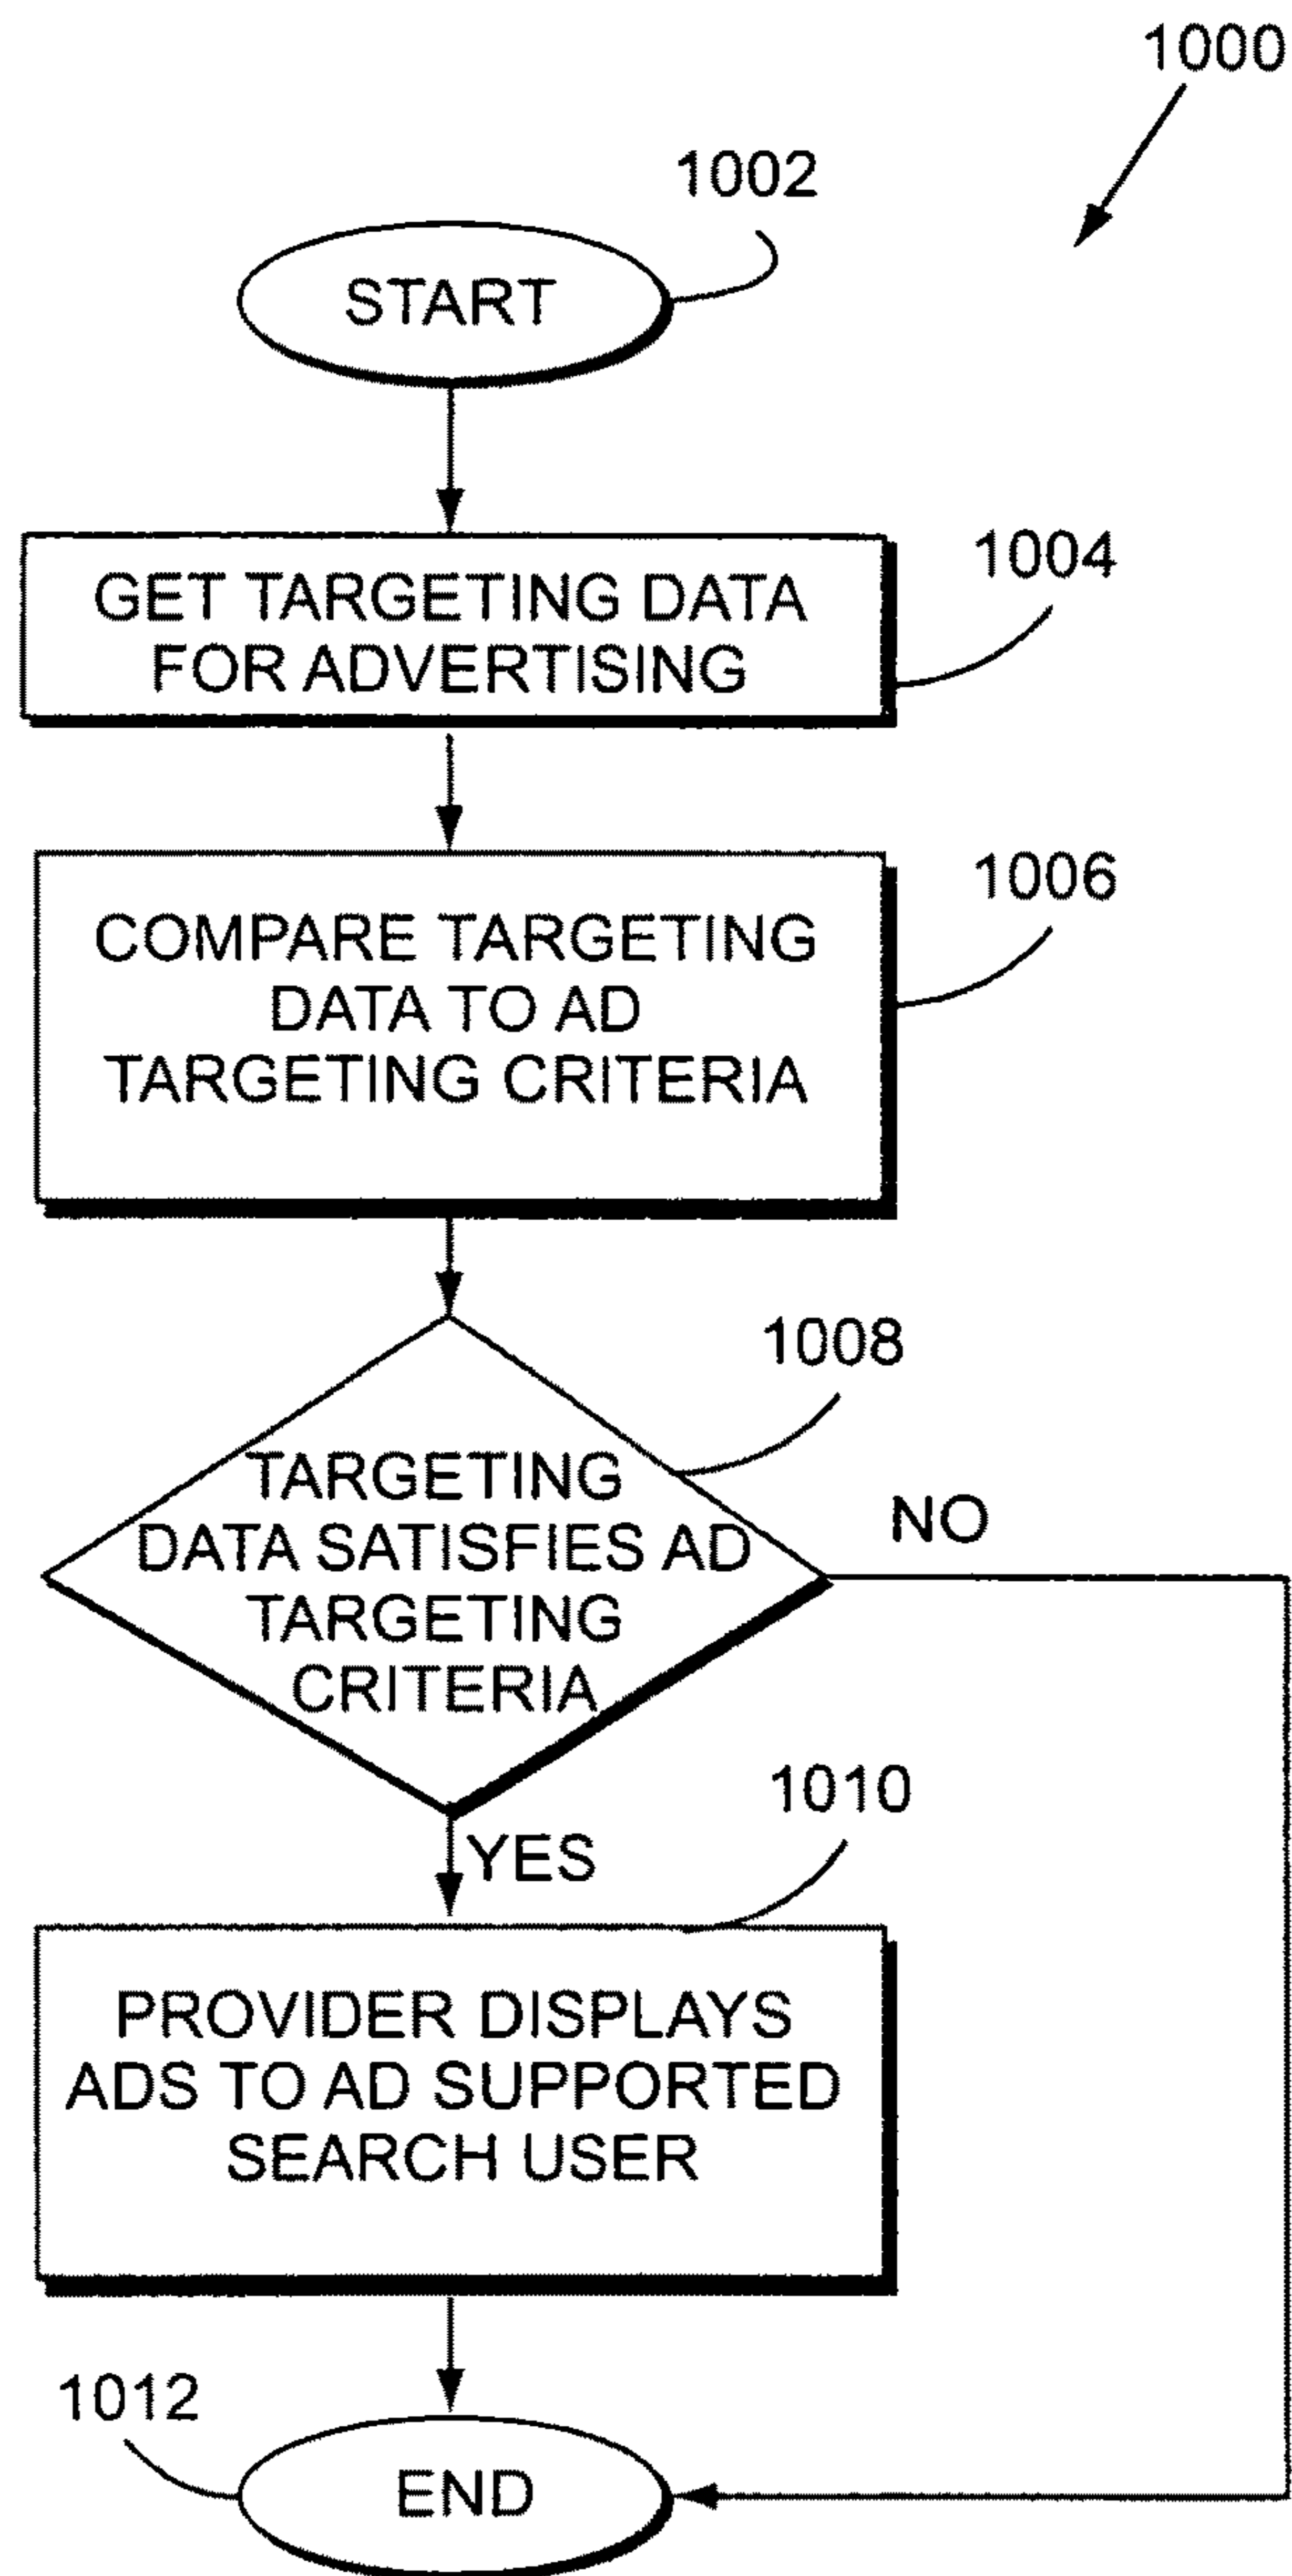 1000
1002
START
1004
GET TARGETING DATA
FOR ADVERTISING
1006
COMPARE TARGETING
DATA TO AD
TARGETING CRITERIA
1008
TARGETING
DATA SATISFIES AD
TARGETING
CRITERIA
NO
YES
1010
PROVIDER DISPLAYS
ADS TO AD SUPPORTED
SEARCH USER
1012
END